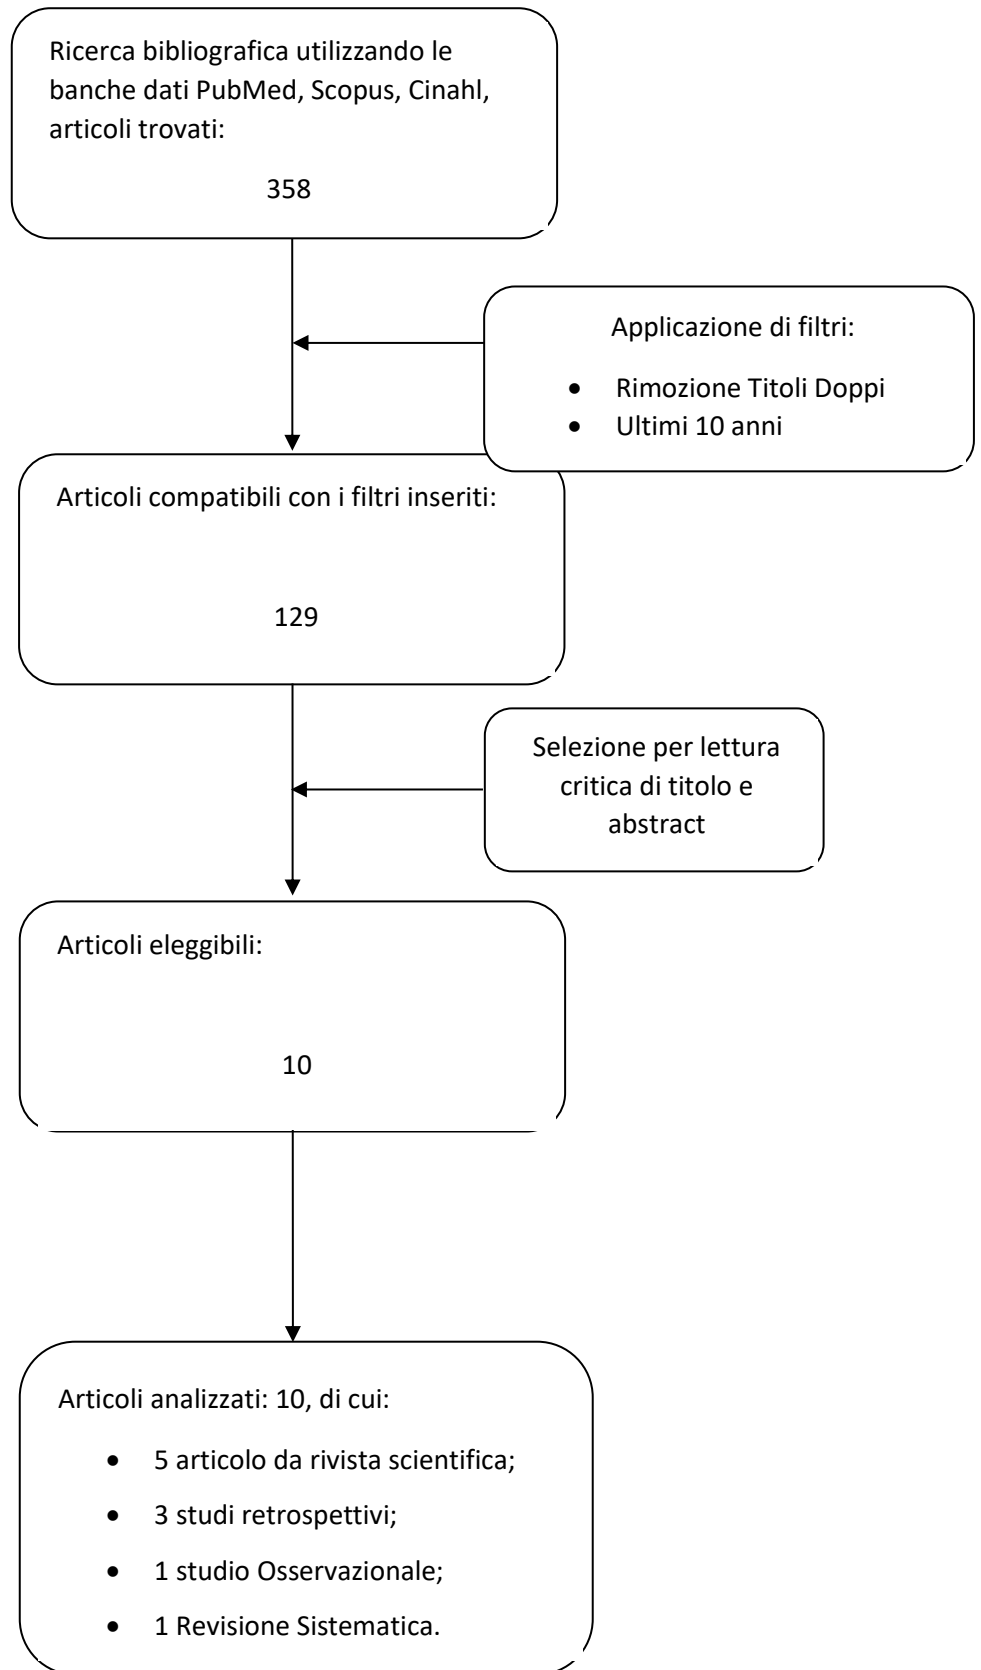 Ricerca bibliografica utilizzando le
banche dati PubMed, Scopus, Cinahl,
articoli trovati:
358
Applicazione di filtri:
• Rimozione Titoli Doppi
• Ultimi 10 anni
Articoli compatibili con i filtri inseriti:
129
Selezione per lettura
critica di titolo e
abstract
Articoli eleggibili:
10
Articoli analizzati: 10, di cui:
• 5 articolo da rivista scientifica;
• 3 studi retrospettivi;
• 1 studio Osservazionale;
• 1 Revisione Sistematica.